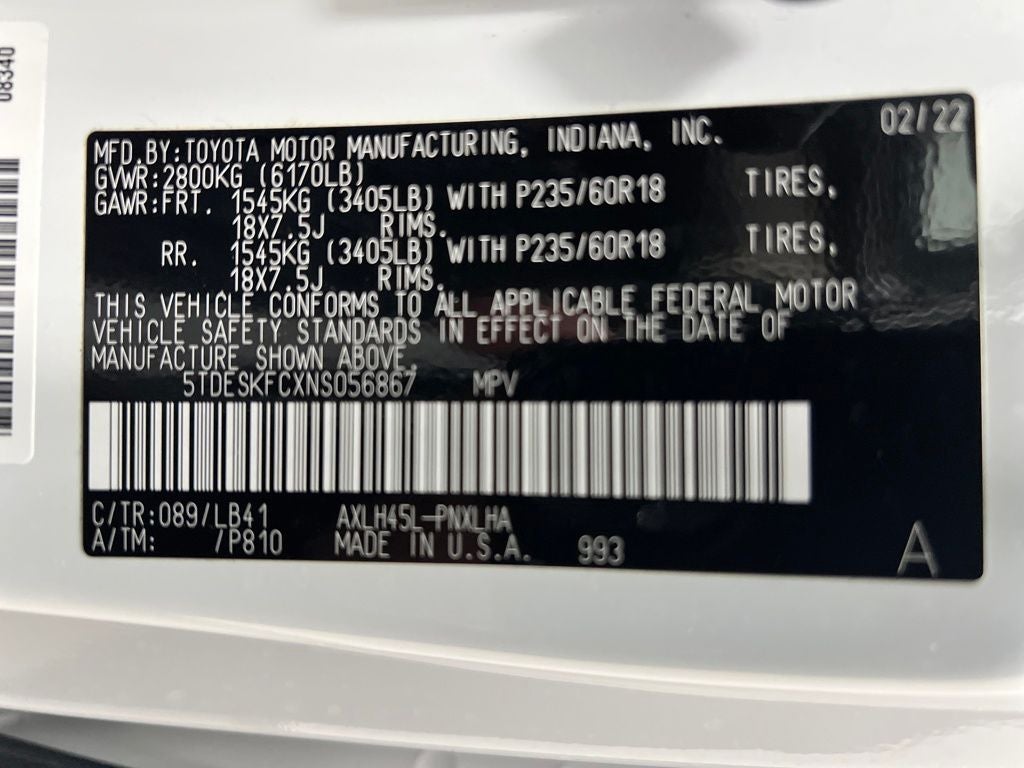 08340
02/22
MFD.BY:TOYOTA MOTOR MANUFACTURING, INDIANA, INC.
GVWR:2800KG (6170LB)
GAWR:FRT. 1545KG (3405LB) WITH P235/60R18 TIRES,
18X7.5J RIMS.
RR. 1545KG (3405LB) WITH P235/60R18 TIRES,
18X7.5J RIMS.
THIS VEHICLE CONFORMS TO ALL APPLICABLE FEDERAL MOTOR
VEHICLE SAFETY STANDARDS IN EFFECT ON THE DATE OF
MANUFACTURE SHOWN ABOVE.
5TDESKFCXNS056867 MPV
C/TR:089/LB41 AXLH45L-PNXLHA
A/TM: /P810 MADE IN U.S.A. 993 A